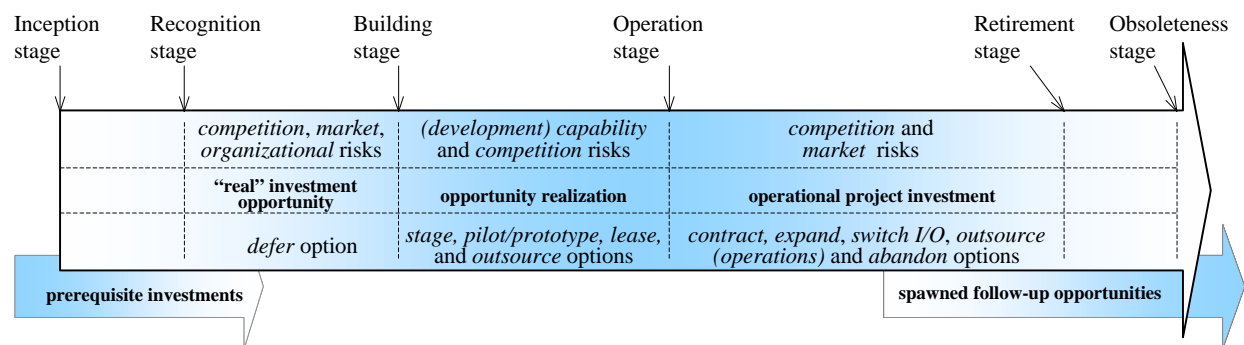 Inception
stage
Recognition
stage
Building
stage
Operation
stage
Retirement
stage
Obsoleteness
stage
competition, market,
organizational risks
(development) capability
and competition risks
competition and
market risks
“real” investment
opportunity
opportunity realization
operational project investment
defer option
stage, pilot/prototype, lease,
and outsource options
contract, expand, switch I/O, outsource
(operations) and abandon options
prerequisite investments
spawned follow-up opportunities